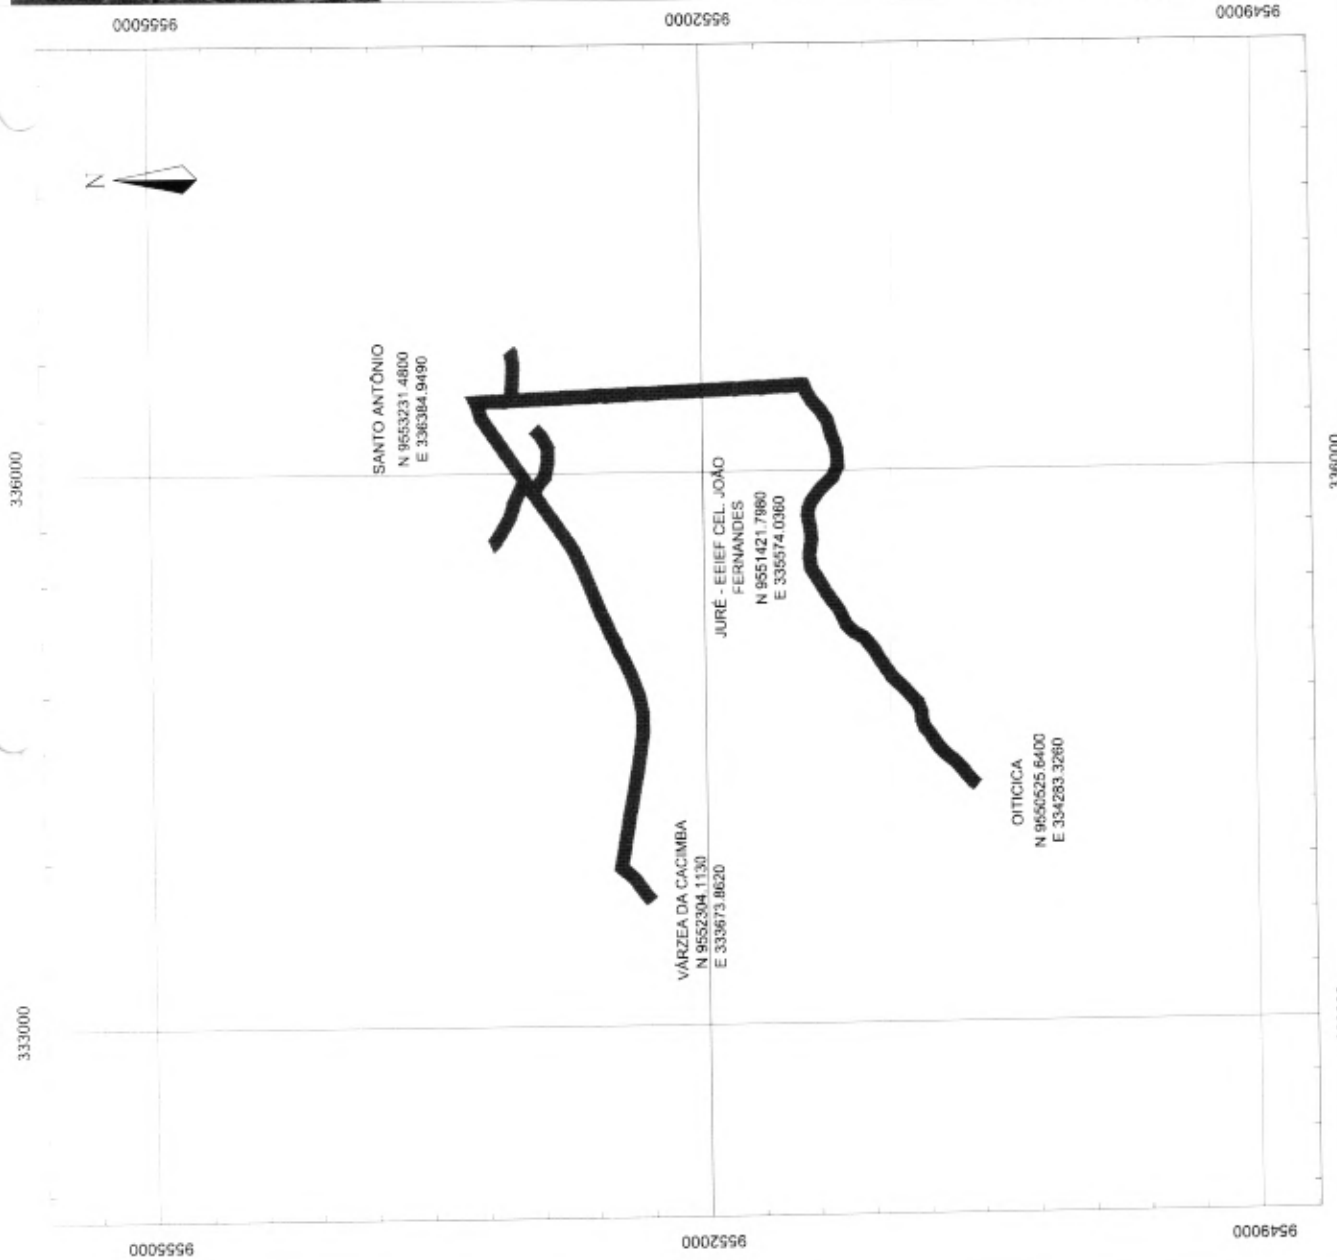 9555000
9552000
9549000
336000
333000
N
SANTO ANTÔNIO
N 9553231.4800
E 336384.9490
JURÉ - EEIEF CEL. JOÃO
FERNANDES
N 9551421.7980
E 335574.0360
VÁRZEA DA CACIMBA
N 9552304.1130
E 333673.8620
OITICICA
N 9550525.6400
E 334283.3260
336000
9555000
9552000
9549000